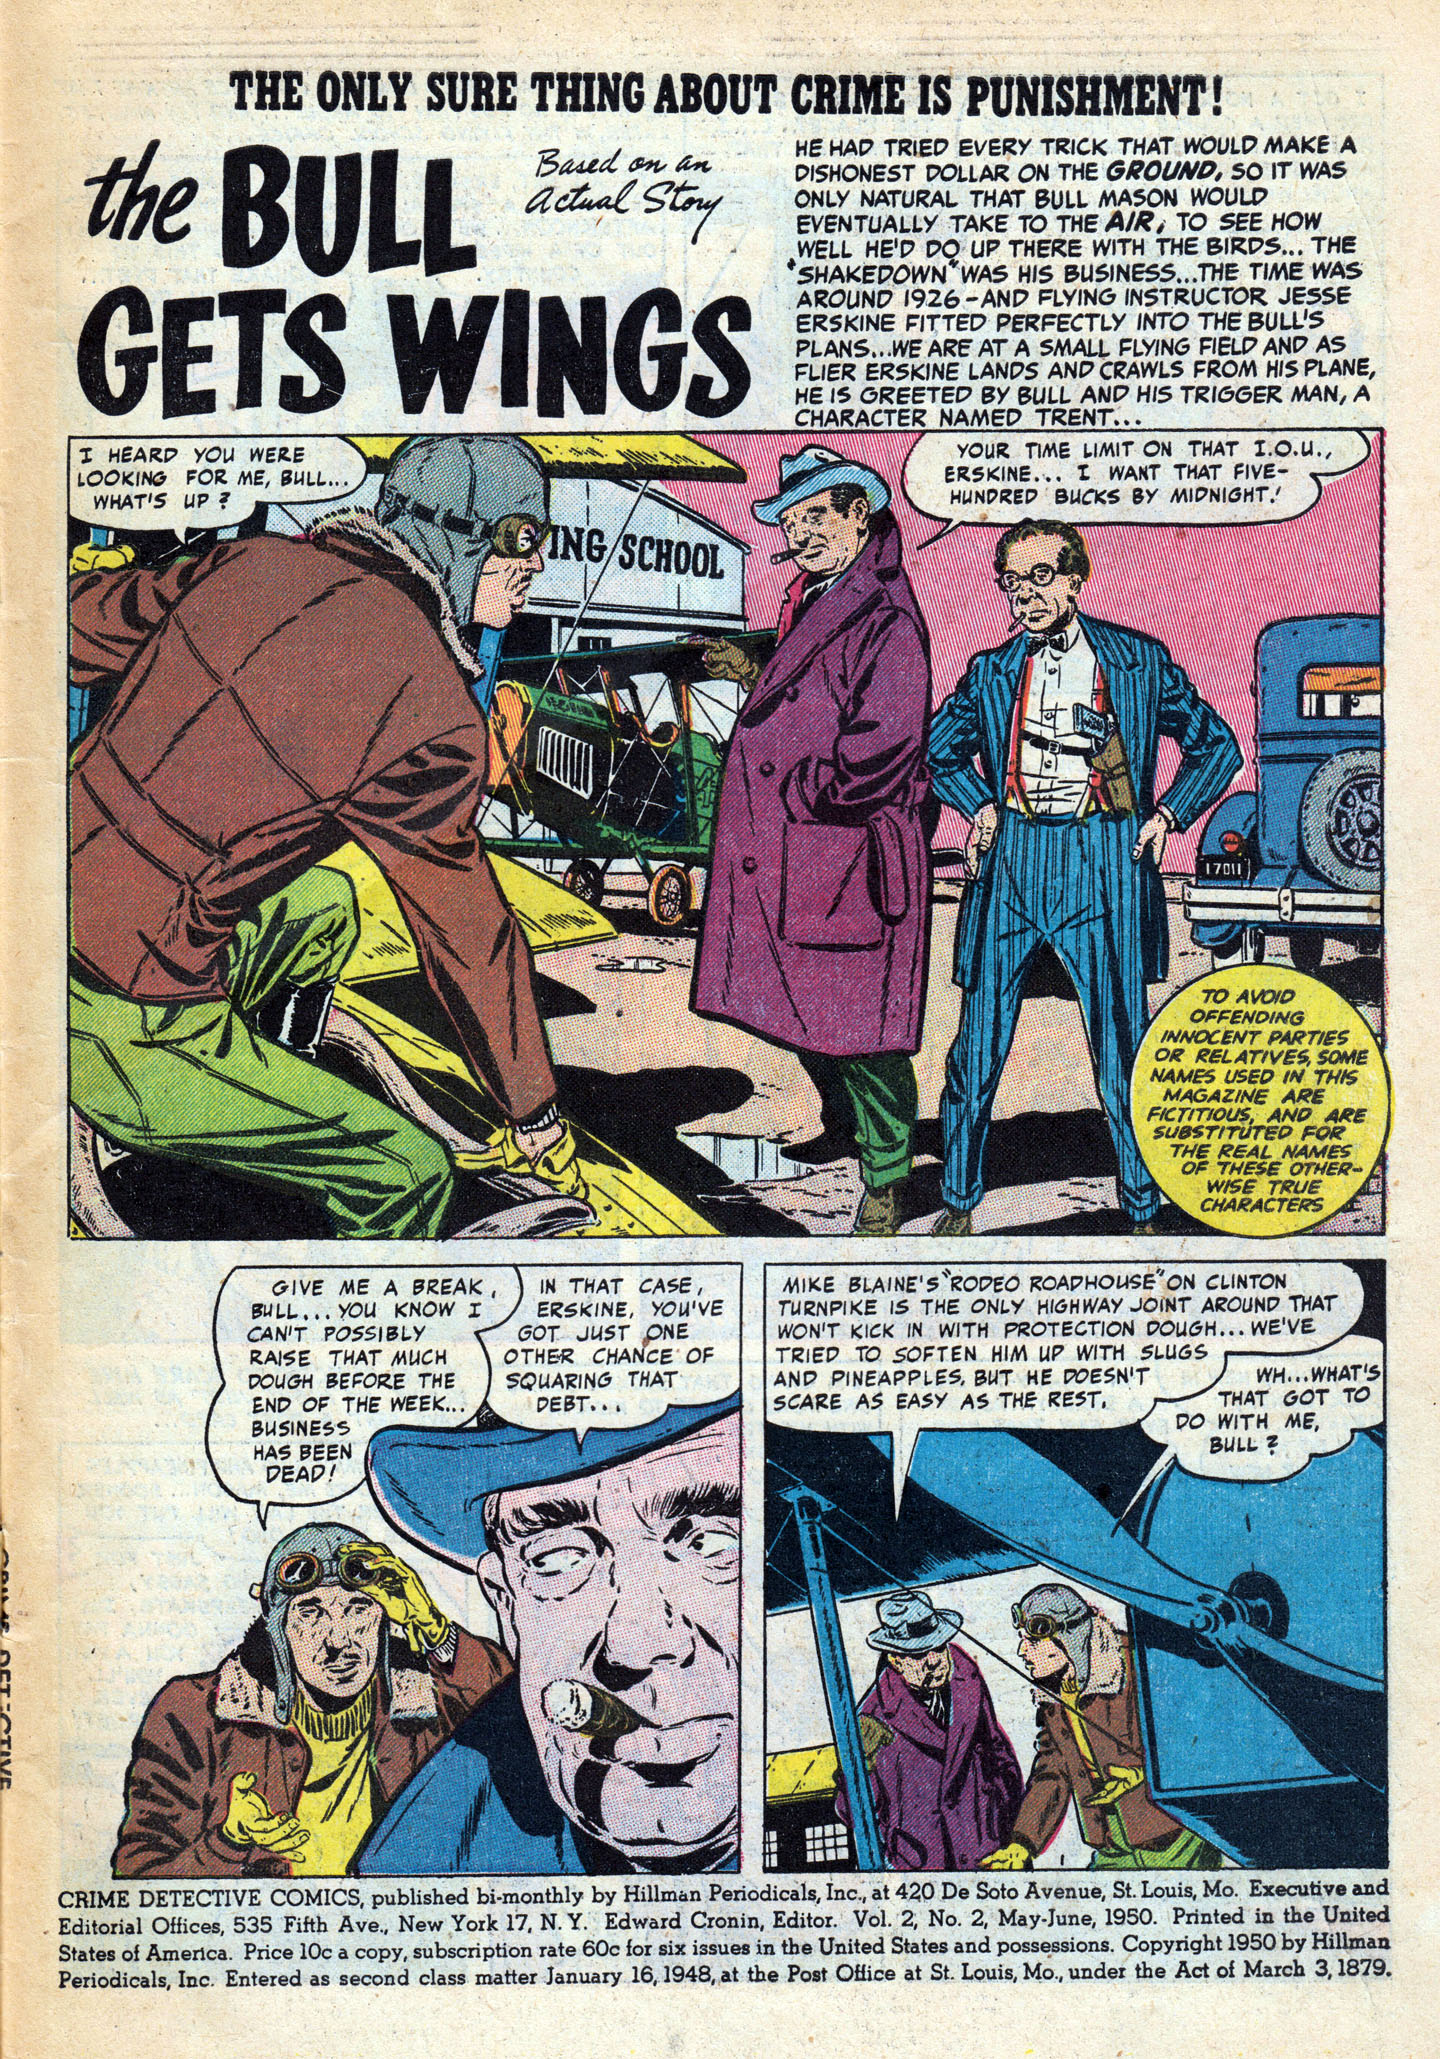 THE ONLY SURE THING ABOUT CRIME IS PUNISHMENT!
the BULL
GETS WINGS
Based on an
Actual Story
HE HAD TRIED EVERY TRICK THAT WOULD MAKE A
DISHONEST DOLLAR ON THE GROUND, SO IT WAS
ONLY NATURAL THAT BULL MASON WOULD
EVENTUALLY TAKE TO THE AIR, TO SEE HOW
WELL HE'D DO UP THERE WITH THE BIRDS... THE
"SHAKEDOWN" WAS HIS BUSINESS...THE TIME WAS
AROUND 1926-AND FLYING INSTRUCTOR JESSE
ERSKINE FITTED PERFECTLY INTO THE BULL'S
PLANS...WE ARE AT A SMALL FLYING FIELD AND AS
FLIER ERSKINE LANDS AND CRAWLS FROM HIS PLANE,
HE IS GREETED BY BULL AND HIS TRIGGER MAN, A
CHARACTER NAMED TRENT...
I HEARD YOU WERE
LOOKING FOR ME, BULL...
WHAT'S UP?
YOUR TIME LIMIT ON THAT I.O.U.,
ERSKINE... I WANT THAT FIVE-
HUNDRED BUCKS BY MIDNIGHT!
ING SCHOOL
17011
TO AVOID
OFFENDING
INNOCENT PARTIES
OR RELATIVES, SOME
NAMES USED IN THIS
MAGAZINE ARE
FICTITIOUS, AND ARE
SUBSTITUTED FOR
THE REAL NAMES
OF THESE OTHER-
WISE TRUE
CHARACTERS
GIVE ME A BREAK,
BULL...YOU KNOW I
CAN'T POSSIBLY
RAISE THAT MUCH
DOUGH BEFORE THE
END OF THE WEEK...
BUSINESS
HAS BEEN
DEAD!
IN THAT CASE,
ERSKINE, YOU'VE
GOT JUST ONE
OTHER CHANCE OF
SQUARING THAT
DEBT...
MIKE BLAINE'S "RODEO ROADHOUSE" ON CLINTON
TURNPIKE IS THE ONLY HIGHWAY JOINT AROUND THAT
WON'T KICK IN WITH PROTECTION DOUGH...WE'VE
TRIED TO SOFTEN HIM UP WITH SLUGS
AND PINEAPPLES, BUT HE DOESN'T
SCARE AS EASY AS THE REST.
WH...WHAT'S
THAT GOT TO
DO WITH ME,
BULL?
CRIME DETECTIVE COMICS, published bi-monthly by Hillman Periodicals, Inc., at 420 De Soto Avenue, St. Louis, Mo. Executive and
Editorial Offices, 535 Fifth Ave., New York 17, N. Y. Edward Cronin, Editor. Vol. 2, No. 2, May-June, 1950. Printed in the United
States of America. Price 10c a copy, subscription rate 60c for six issues in the United States and possessions. Copyright 1950 by Hillman
Periodicals, Inc. Entered as second class matter January 16, 1948, at the Post Office at St. Louis, Mo., under the Act of March 3, 1879.